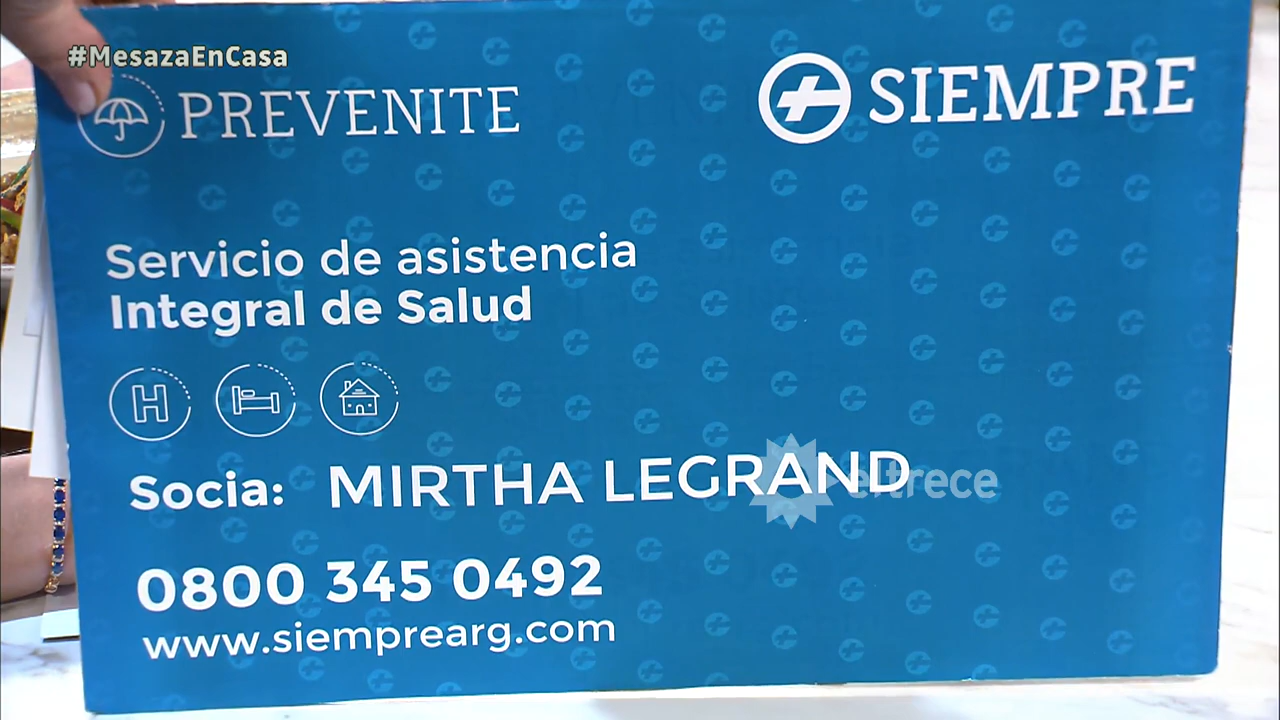 #MesazaEnCasa
PREVENITE
SIEMPRE
Servicio de asistencia
Integral de Salud
H
Socia: MIRTHA LEGRAND
eltrece
0800 345 0492
www.siemprearg.com